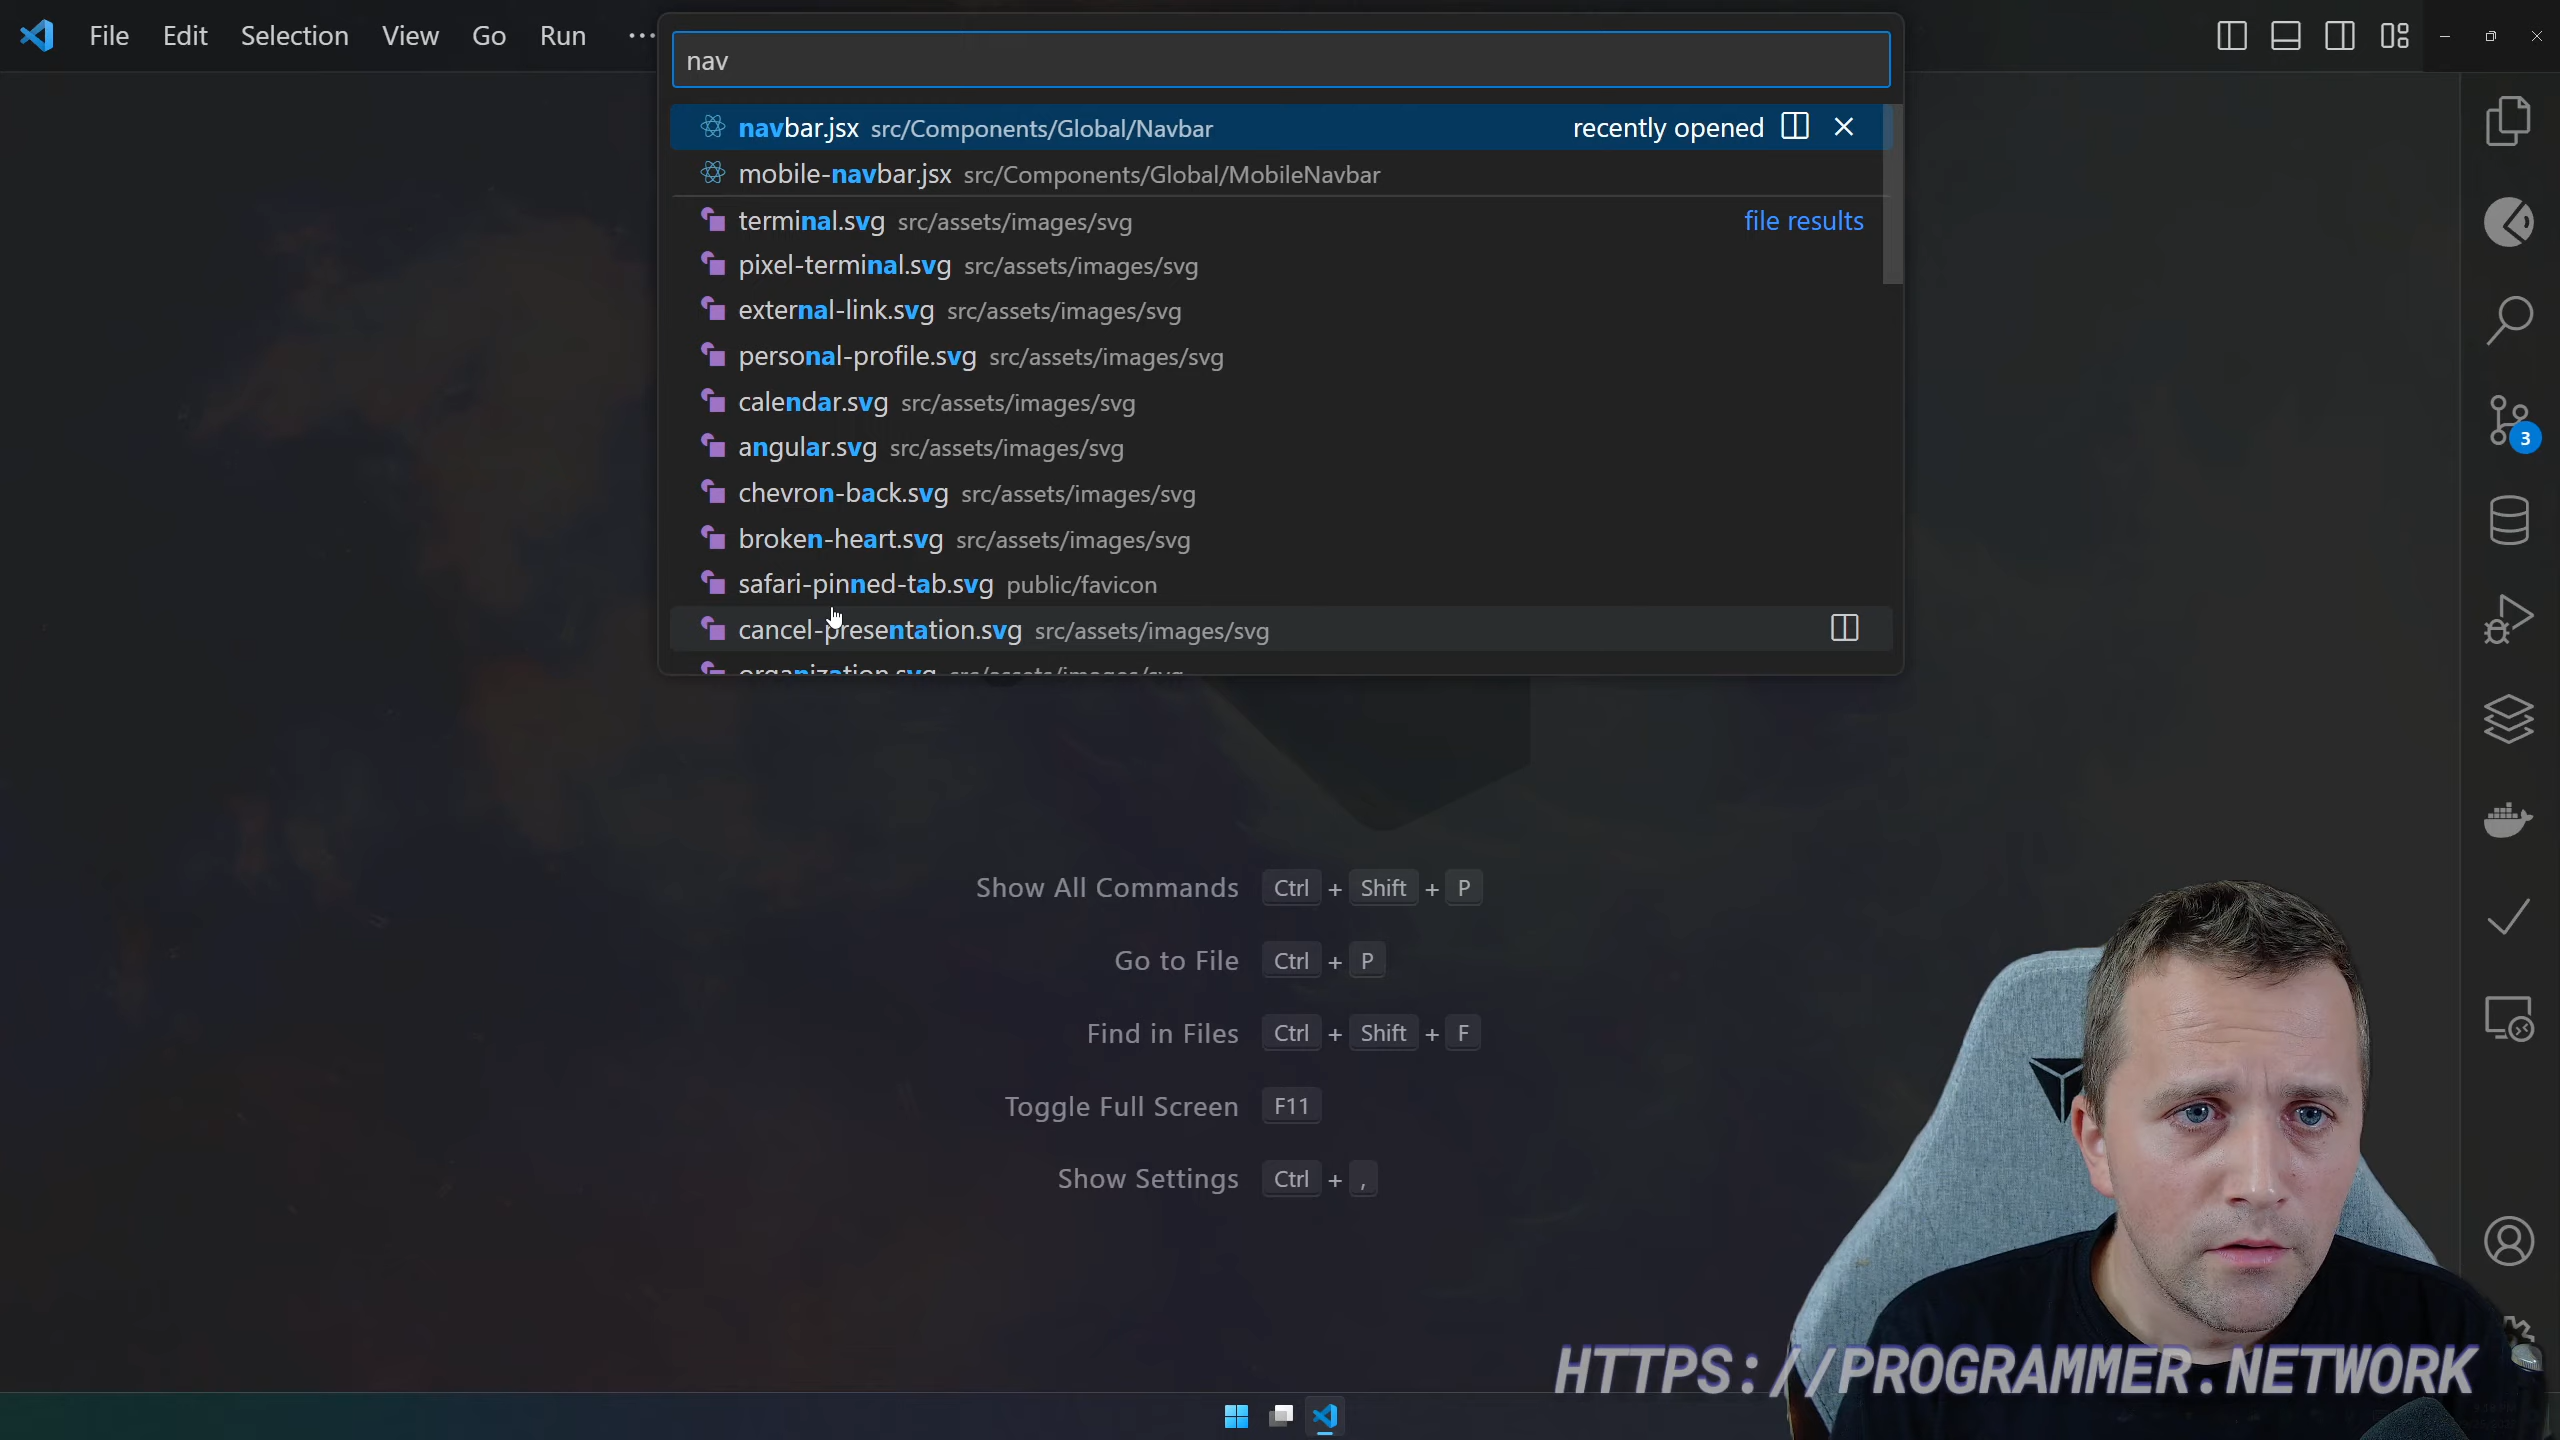 File Edit Selection View Go Run ...
nav
navbar.jsx src/Components/Global/Navbar recently opened
mobile-navbar.jsx src/Components/Global/MobileNavbar
terminal.svg src/assets/images/svg file results
pixel-terminal.svg src/assets/images/svg
external-link.svg src/assets/images/svg
personal-profile.svg src/assets/images/svg
calendar.svg src/assets/images/svg
angular.svg src/assets/images/svg
chevron-back.svg src/assets/images/svg
broken-heart.svg src/assets/images/svg
safari-pinned-tab.svg public/favicon
cancel-presentation.svg src/assets/images/svg
organization.svg src/assets/images/svg
3
Show All Commands Ctrl + Shift + P
Go to File Ctrl + P
Find in Files Ctrl + Shift + F
Toggle Full Screen F11
Show Settings Ctrl + ,
HTTPS://PROGRAMMER.NETWORK